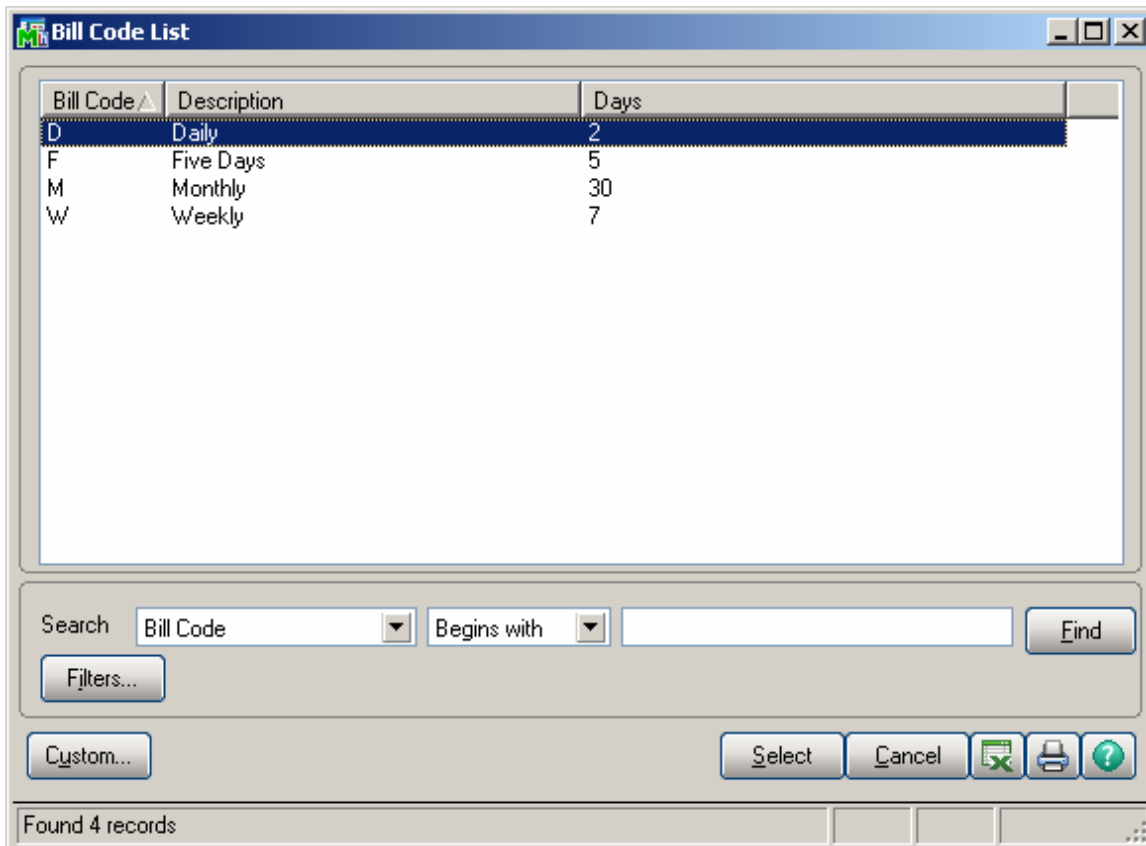 Bill Code List
Bill Code Description Days
D Daily 2
F Five Days 5
M Monthly 30
W Weekly 7
Search Bill Code Begins with Find
Filters...
Custom... Select Cancel
Found 4 records